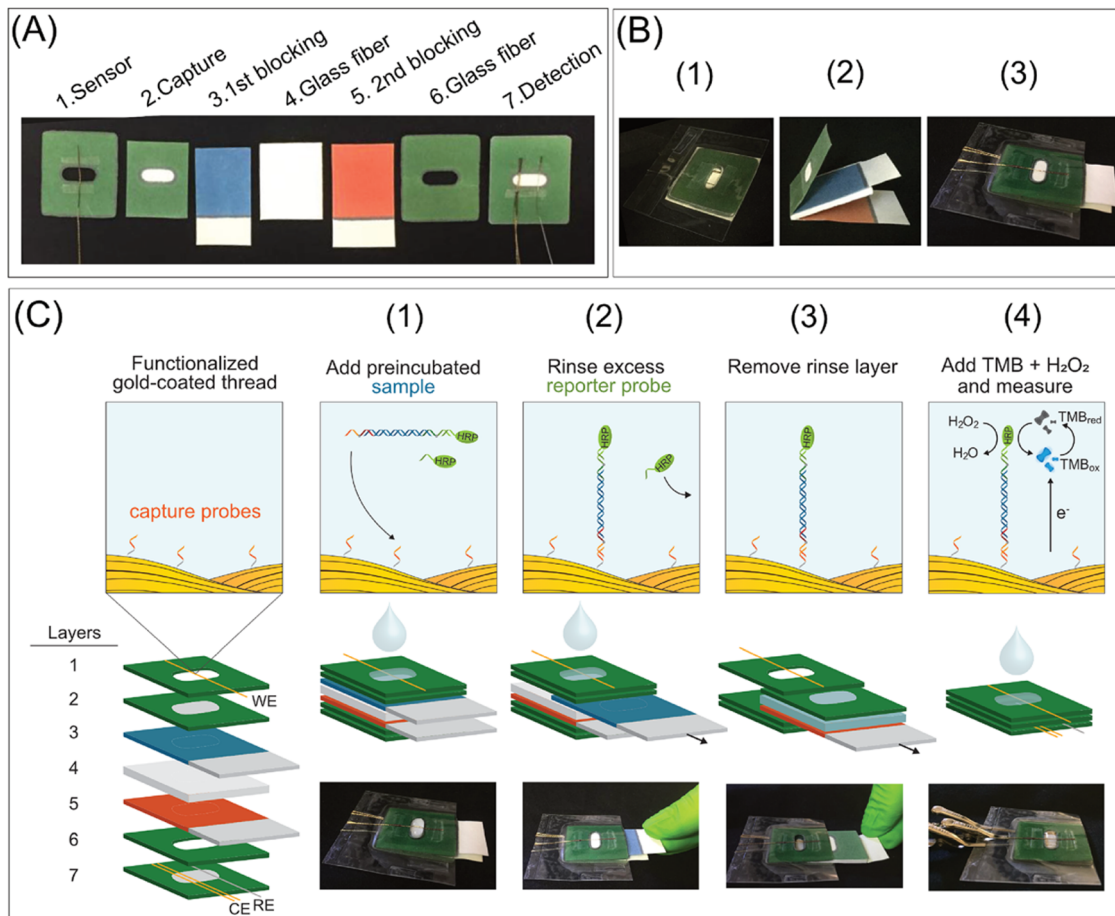 (A)
1.Sensor
2.Capture
3.1st blocking
4.Glass fiber
5. 2nd blocking
6.Glass fiber
7.Detection
(B)
(1)
(2)
(3)
(C)
Functionalized
gold-coated thread
capture probes
(1)
Add preincubated
sample
HRP
HRP
(2)
Rinse excess
reporter probe
HRP
HRP
(3)
Remove rinse layer
HRP
(4)
Add TMB + H₂O₂
and measure
H₂O₂
H₂O
HRP
TMBred
TMBox
e⁻
Layers
1
2
3
4
5
6
7
WE
CE
RE